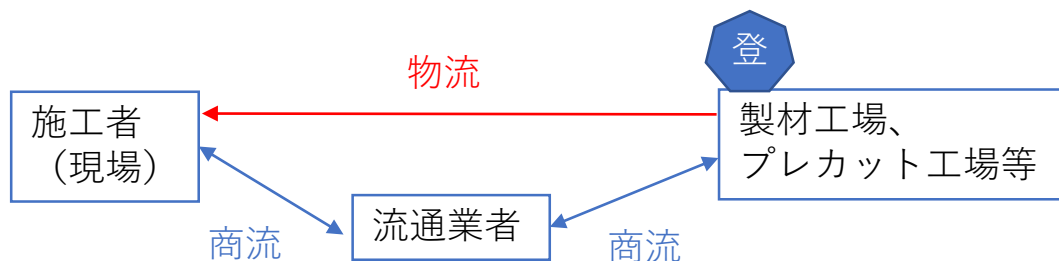 登
物流
施工者
（現場）
製材工場、
プレカット工場等
流通業者
商流
商流